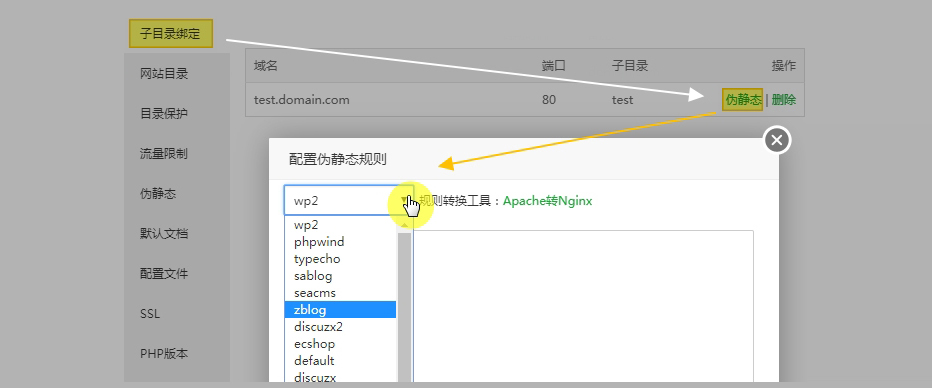 子目录绑定
网站目录
目录保护
流量限制
伪静态
默认文档
配置文件
SSL
PHP版本
域名 端口 子目录 操作
test.domain.com 80 test 伪静态 | 删除
配置伪静态规则
wp2 规则转换工具：Apache转Nginx
wp2
phpwind
typecho
sablog
seacms
zblog
discuzx2
ecshop
default
discuzx